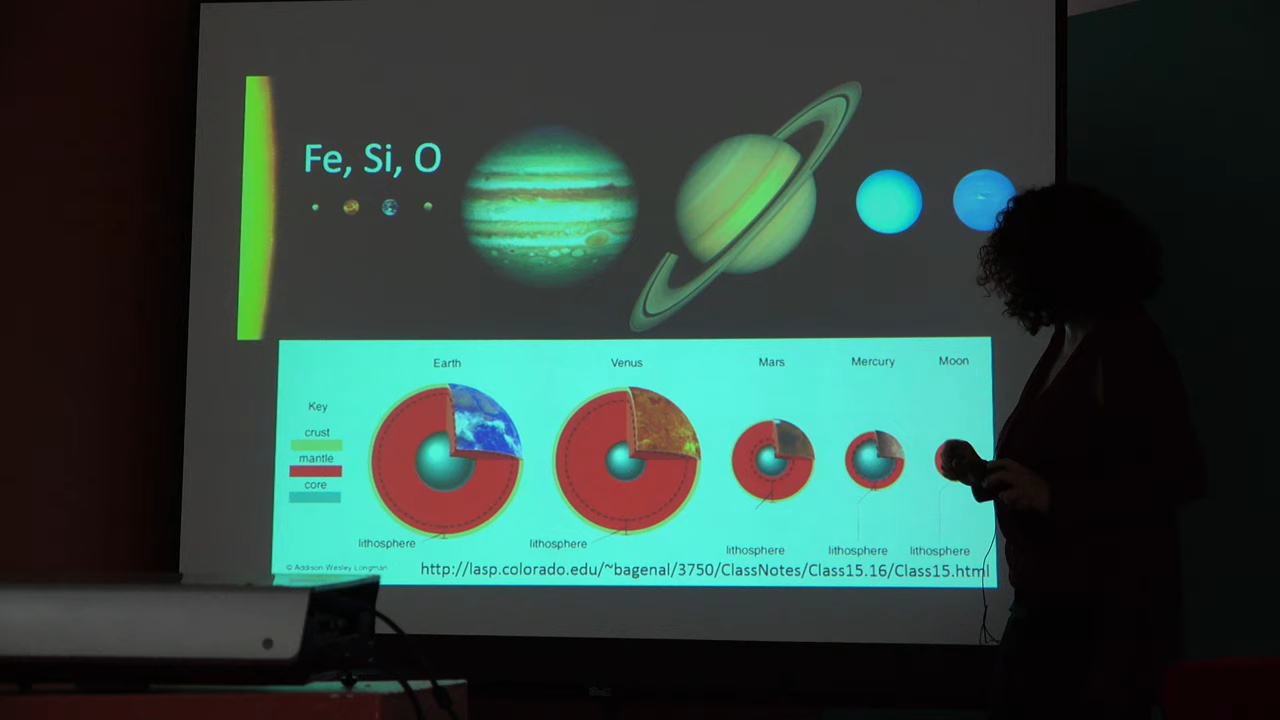 Fe, Si, O
Earth Venus Mars Mercury Moon
Key
crust
mantle
core
lithosphere lithosphere lithosphere lithosphere lithosphere
© Addison Wesley Longman
http://lasp.colorado.edu/~bagenal/3750/ClassNotes/Class15.16/Class15.html